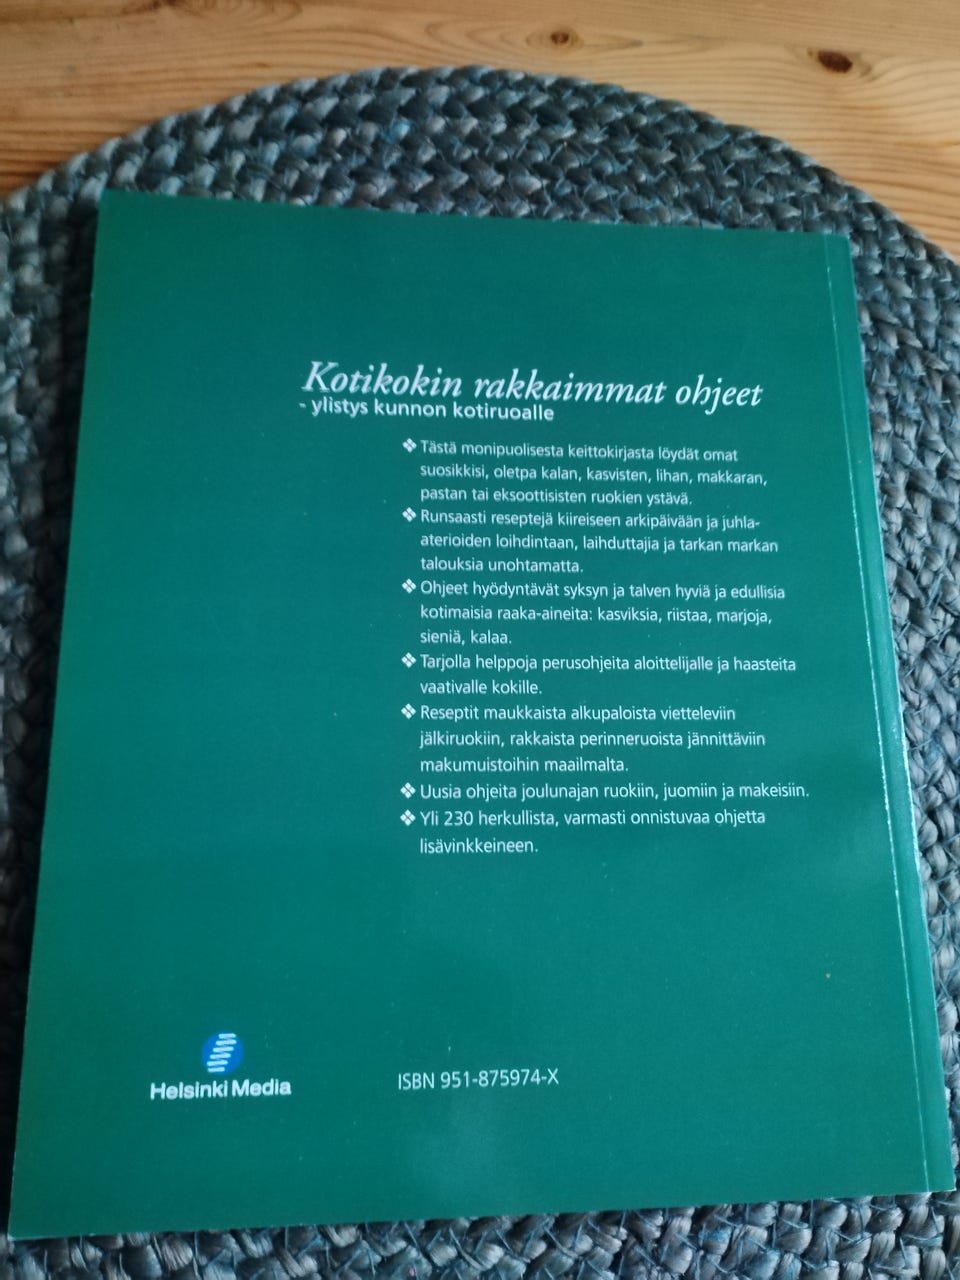 Kotikokin rakkaimmat ohjeet
- ylistys kunnon kotiruoalle
❖ Tästä monipuolisesta keittokirjasta löydät omat
suosikkisi, oletpa kalan, kasvisten, lihan, makkaran,
pastan tai eksoottisisten ruokien ystävä.
❖ Runsaasti reseptejä kiireiseen arkipäivään ja juhla-
aterioiden loihdintaan, laihduttajia ja tarkan markan
talouksia unohtamatta.
❖ Ohjeet hyödyntävät syksyn ja talven hyviä ja edullisia
kotimaisia raaka-aineita: kasviksia, riistaa, marjoja,
sieniä, kalaa.
❖ Tarjolla helppoja perusohjeita aloittelijalle ja haasteita
vaativalle kokille.
❖ Reseptit maukkaista alkupaloista vietteleviin
jälkiruokiin, rakkaista perinneruoista jännittäviin
makumuistoihin maailmalta.
❖ Uusia ohjeita joulunajan ruokiin, juomiin ja makeisiin.
❖ Yli 230 herkullista, varmasti onnistuvaa ohjetta
lisävinkkeineen.
Helsinki Media
ISBN 951-875974-X